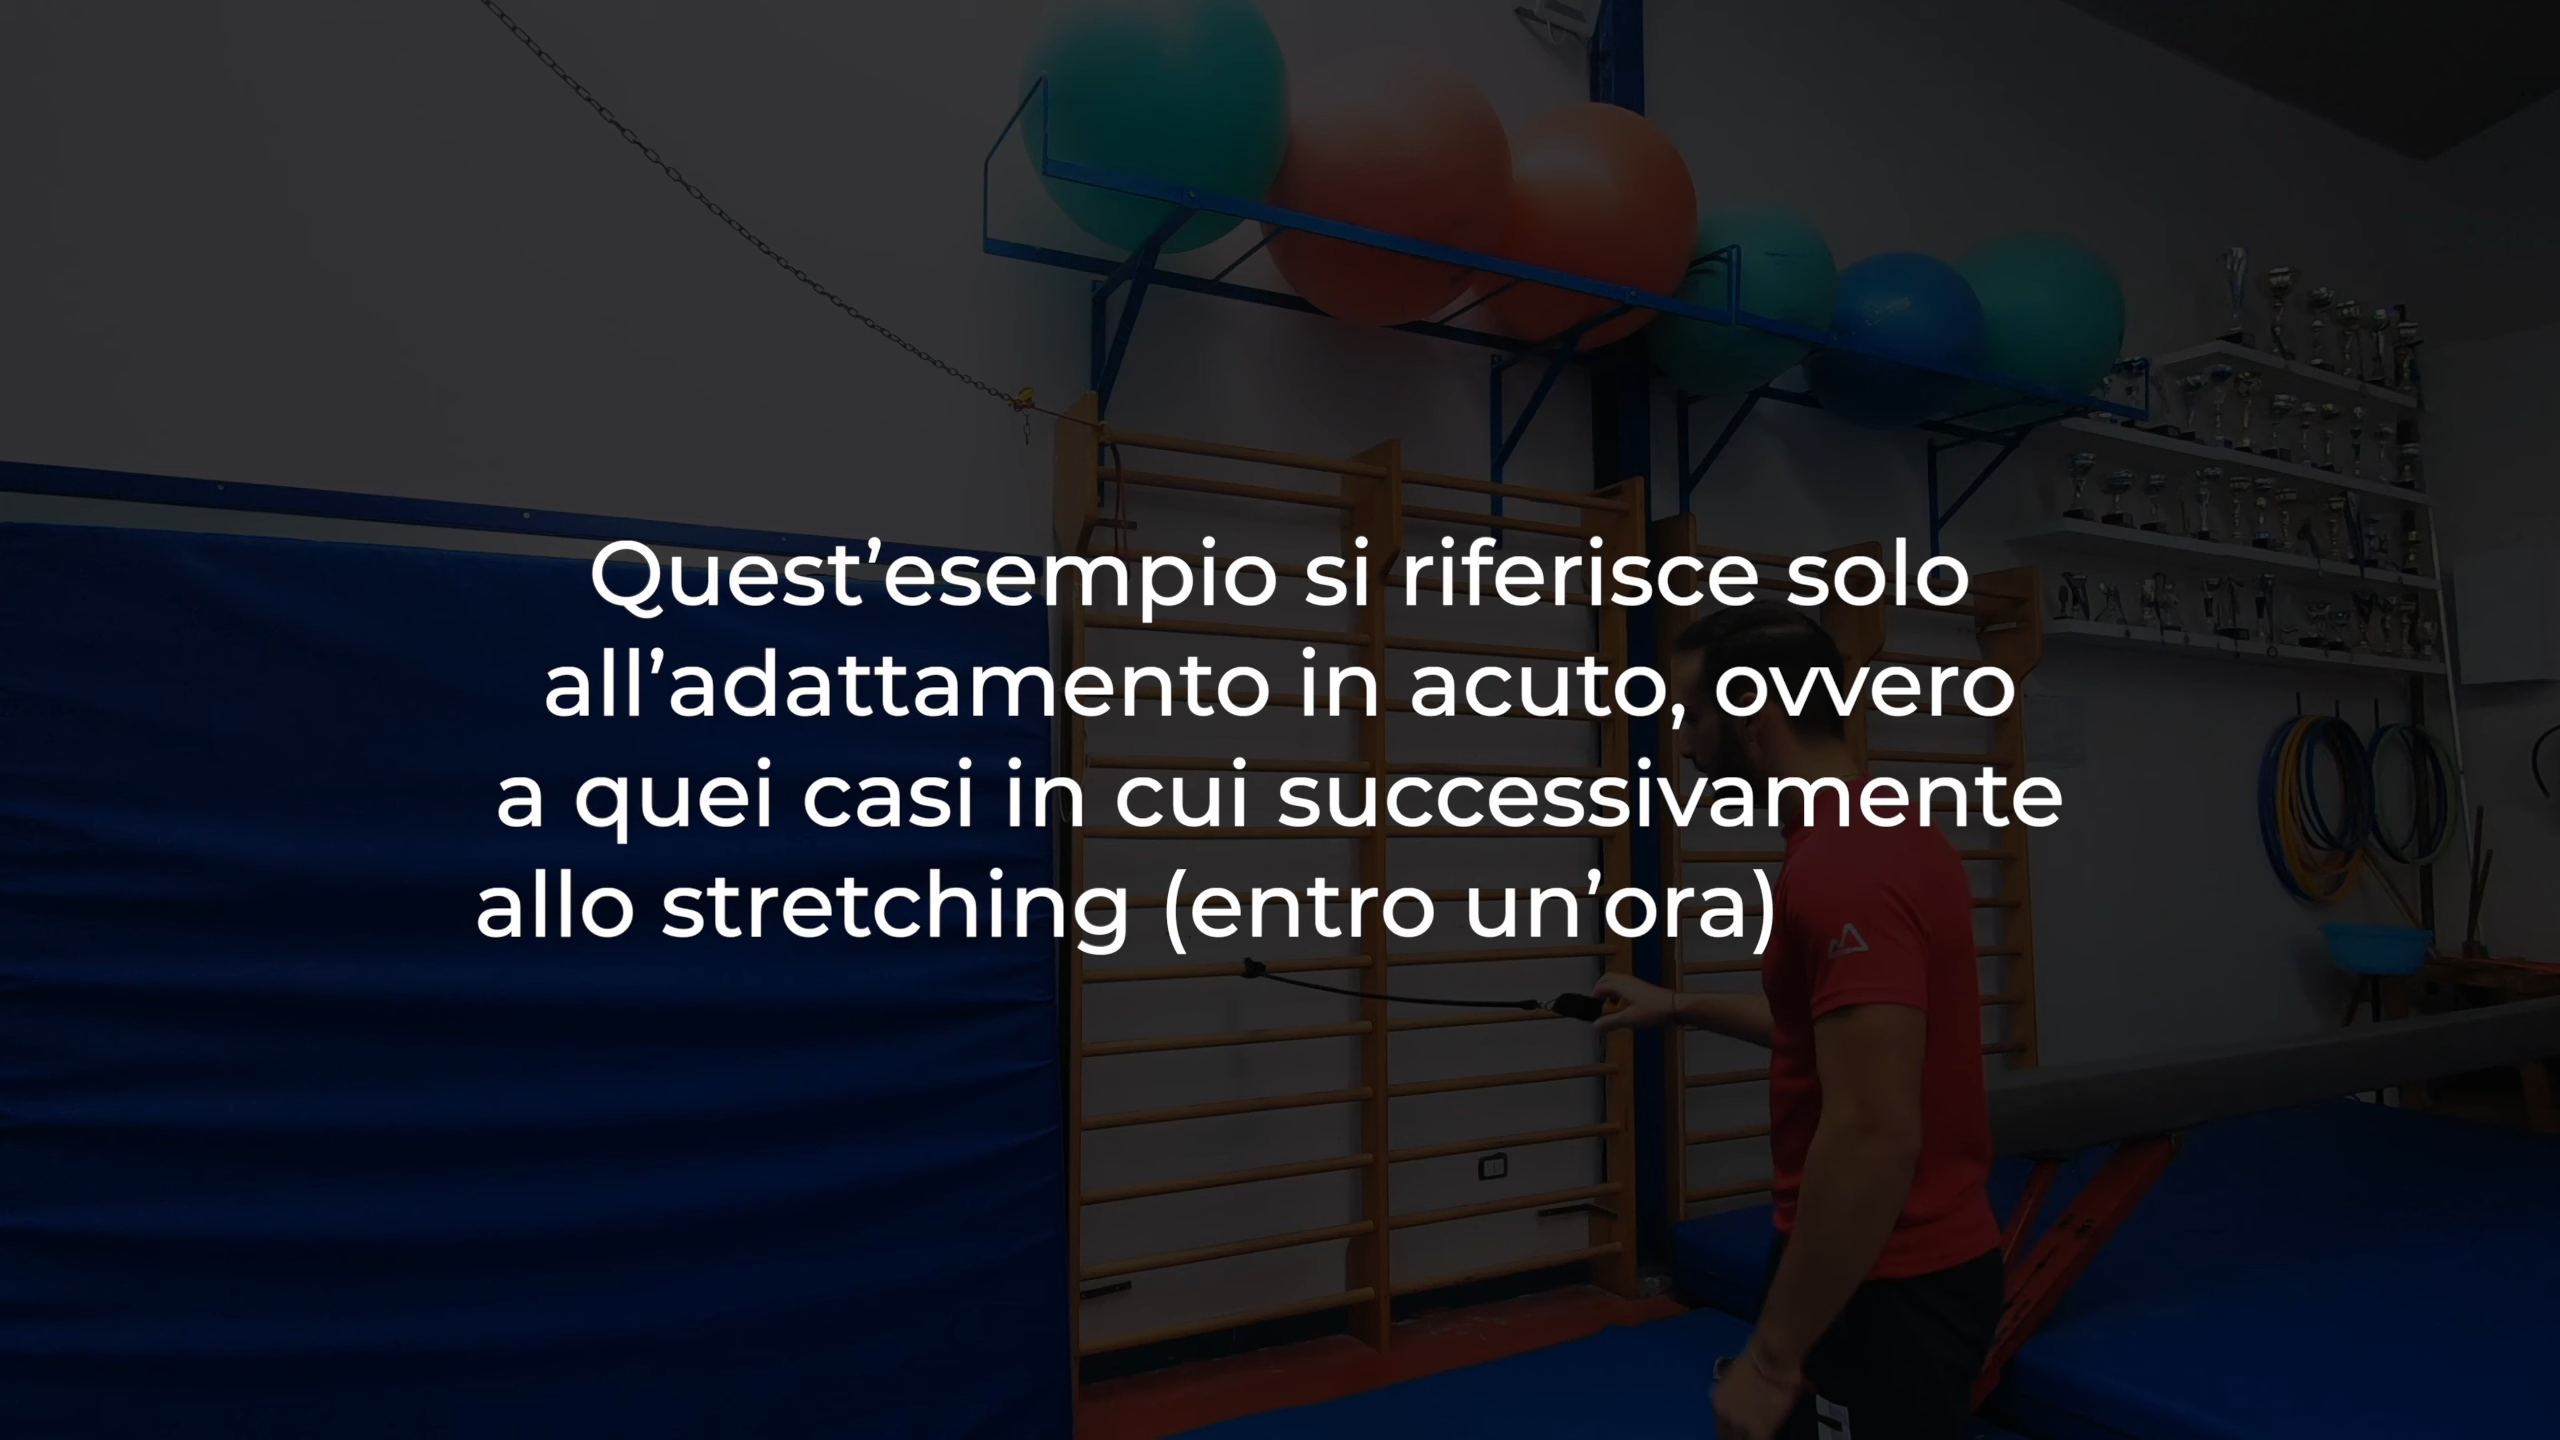 Quest’esempio si riferisce solo
all’adattamento in acuto, ovvero
a quei casi in cui successivamente
allo stretching (entro un’ora)